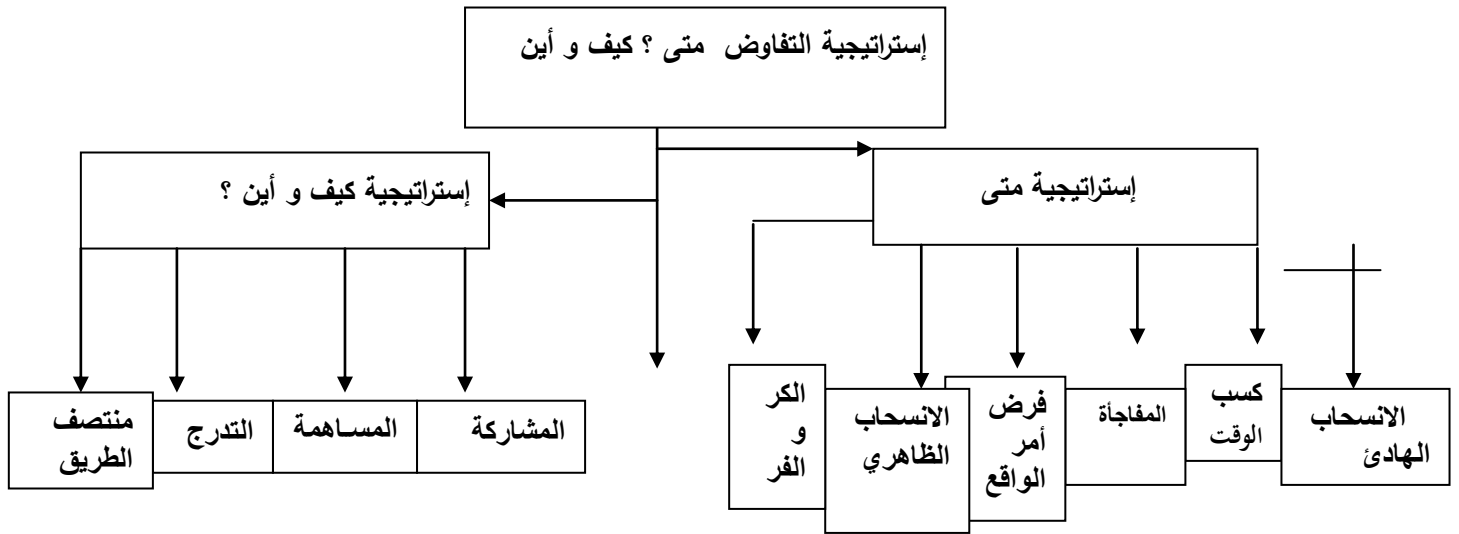 إستراتيجية التفاوض متى ؟ كيف و أين
إستراتيجية متى
إستراتيجية كيف و أين ؟
الانسحاب
الهادئ
كسب
الوقت
المفاجأة
فرض
أمر
الواقع
الانسحاب
الظاهري
الكر
و
الفر
المشاركة
المساهمة
التدرج
منتصف
الطريق